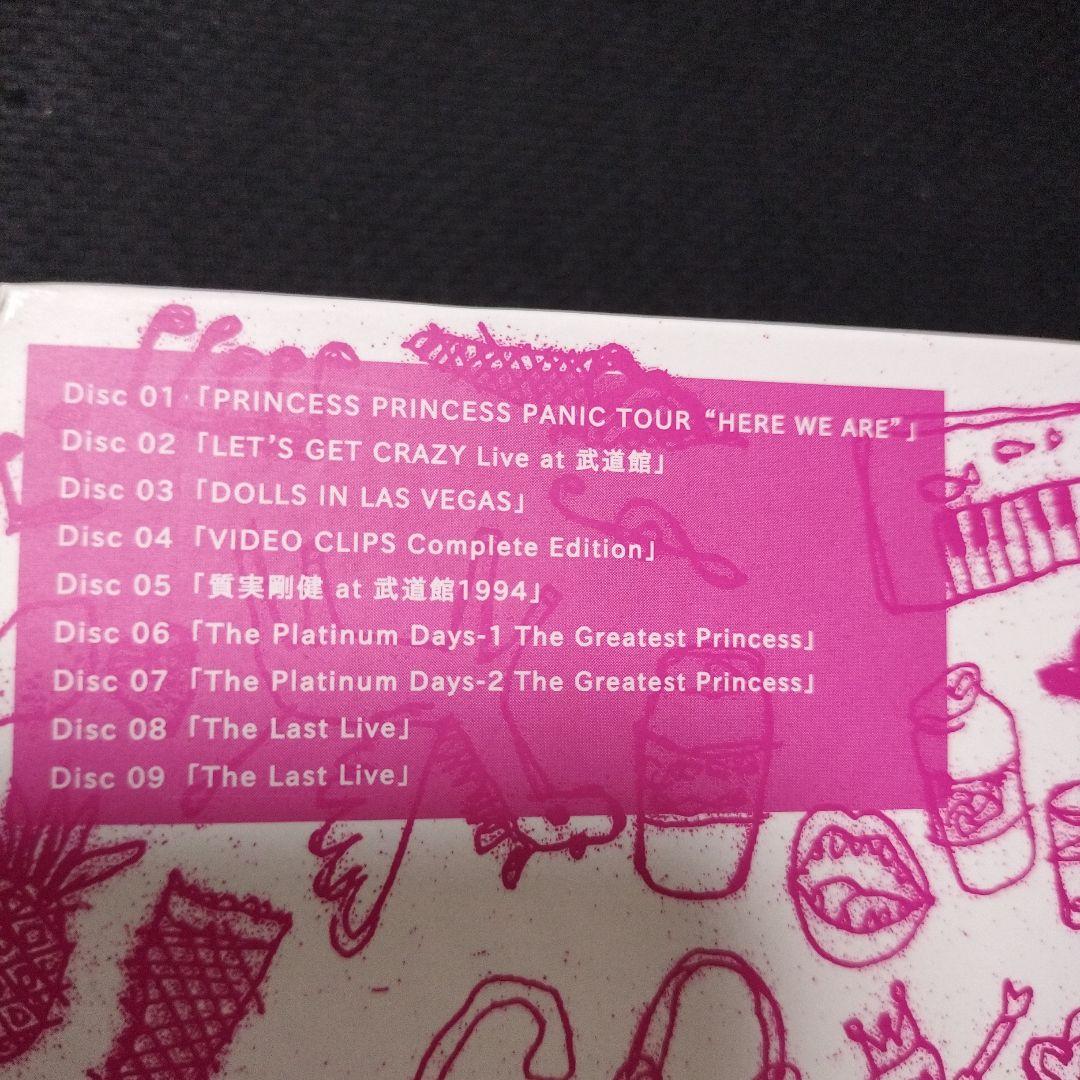 Disc 01「PRINCESS PRINCESS PANIC TOUR “HERE WE ARE”」
Disc 02「LET’S GET CRAZY Live at 武道館」
Disc 03「DOLLS IN LAS VEGAS」
Disc 04「VIDEO CLIPS Complete Edition」
Disc 05「質実剛健 at 武道館1994」
Disc 06「The Platinum Days-1 The Greatest Princess」
Disc 07「The Platinum Days-2 The Greatest Princess」
Disc 08「The Last Live」
Disc 09「The Last Live」